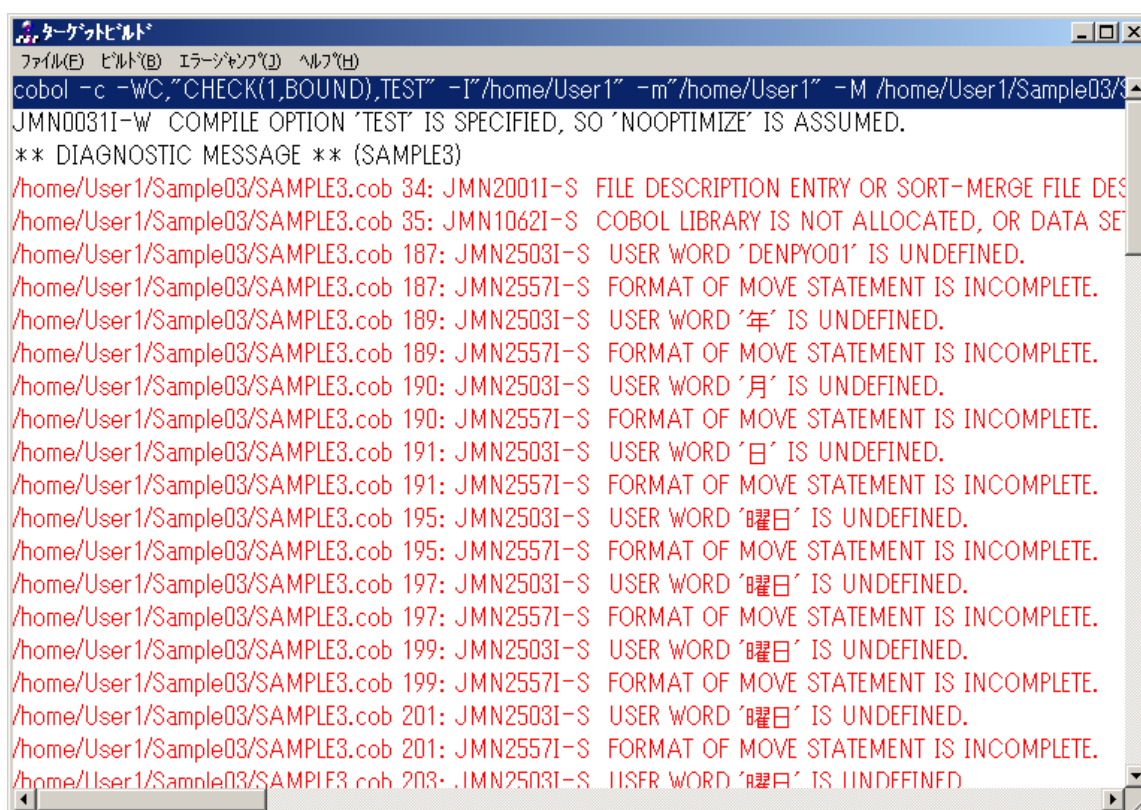 ターゲットビルド
ファイル(F) ビルド(B) エラージャンプ(J) ヘルプ(H)
cobol -c -WC,"CHECK(1,BOUND),TEST" -I"/home/User1" -m"/home/User1" -M /home/User1/Sample03/
JMN0031I-W COMPILE OPTION 'TEST' IS SPECIFIED, SO 'NOOPTIMIZE' IS ASSUMED.
** DIAGNOSTIC MESSAGE ** (SAMPLE3)
/home/User1/Sample03/SAMPLE3.cob 34: JMN2001I-S FILE DESCRIPTION ENTRY OR SORT-MERGE FILE DES
/home/User1/Sample03/SAMPLE3.cob 35: JMN1062I-S COBOL LIBRARY IS NOT ALLOCATED, OR DATA SE
/home/User1/Sample03/SAMPLE3.cob 187: JMN2503I-S USER WORD 'DENPYO01' IS UNDEFINED.
/home/User1/Sample03/SAMPLE3.cob 187: JMN2557I-S FORMAT OF MOVE STATEMENT IS INCOMPLETE.
/home/User1/Sample03/SAMPLE3.cob 189: JMN2503I-S USER WORD '年' IS UNDEFINED.
/home/User1/Sample03/SAMPLE3.cob 189: JMN2557I-S FORMAT OF MOVE STATEMENT IS INCOMPLETE.
/home/User1/Sample03/SAMPLE3.cob 190: JMN2503I-S USER WORD '月' IS UNDEFINED.
/home/User1/Sample03/SAMPLE3.cob 190: JMN2557I-S FORMAT OF MOVE STATEMENT IS INCOMPLETE.
/home/User1/Sample03/SAMPLE3.cob 191: JMN2503I-S USER WORD '日' IS UNDEFINED.
/home/User1/Sample03/SAMPLE3.cob 191: JMN2557I-S FORMAT OF MOVE STATEMENT IS INCOMPLETE.
/home/User1/Sample03/SAMPLE3.cob 195: JMN2503I-S USER WORD '曜日' IS UNDEFINED.
/home/User1/Sample03/SAMPLE3.cob 195: JMN2557I-S FORMAT OF MOVE STATEMENT IS INCOMPLETE.
/home/User1/Sample03/SAMPLE3.cob 197: JMN2503I-S USER WORD '曜日' IS UNDEFINED.
/home/User1/Sample03/SAMPLE3.cob 197: JMN2557I-S FORMAT OF MOVE STATEMENT IS INCOMPLETE.
/home/User1/Sample03/SAMPLE3.cob 199: JMN2503I-S USER WORD '曜日' IS UNDEFINED.
/home/User1/Sample03/SAMPLE3.cob 199: JMN2557I-S FORMAT OF MOVE STATEMENT IS INCOMPLETE.
/home/User1/Sample03/SAMPLE3.cob 201: JMN2503I-S USER WORD '曜日' IS UNDEFINED.
/home/User1/Sample03/SAMPLE3.cob 201: JMN2557I-S FORMAT OF MOVE STATEMENT IS INCOMPLETE.
/home/User1/Sample03/SAMPLE3.cob 203: JMN2503I-S USER WORD '曜日' IS UNDEFINED